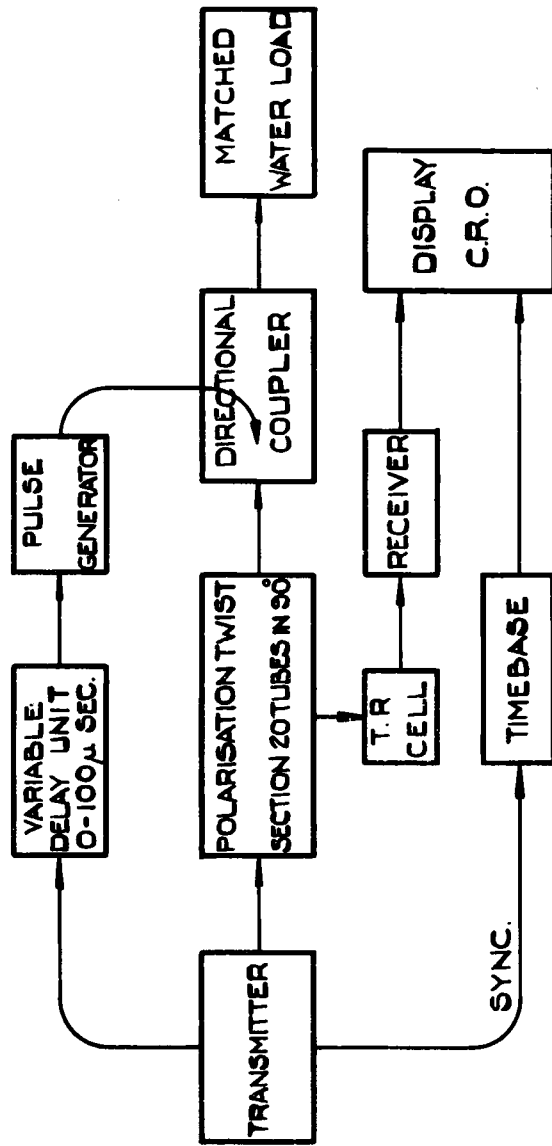 VARIABLE
DELAY UNIT
0-100µ SEC.
PULSE
GENERATOR
TRANSMITTER
POLARISATION TWIST
SECTION 20 TUBES IN 90°
DIRECTIONAL
COUPLER
MATCHED
WATER LOAD
T.R
CELL
RECEIVER
DISPLAY
C.R.O.
SYNC.
TIMEBASE